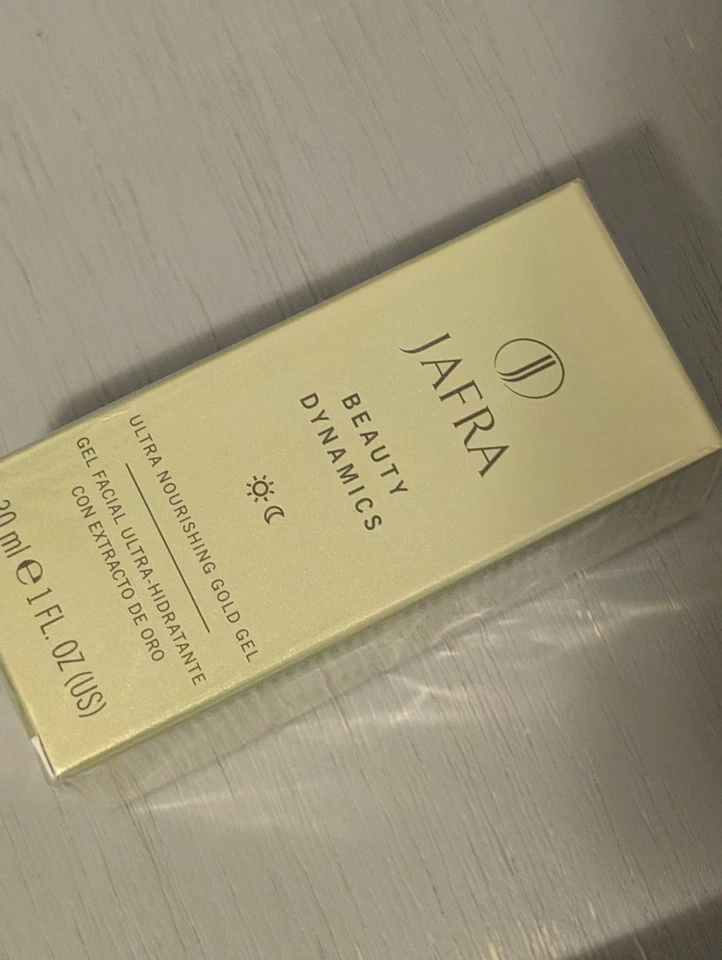 JAFRA
BEAUTY
DYNAMICS
ULTRA NOURISHING GOLD GEL
GEL FACIAL ULTRA-HIDRATANTE
CON EXTRACTO DE ORO
30 ml ℮ 1 FL. OZ (US)